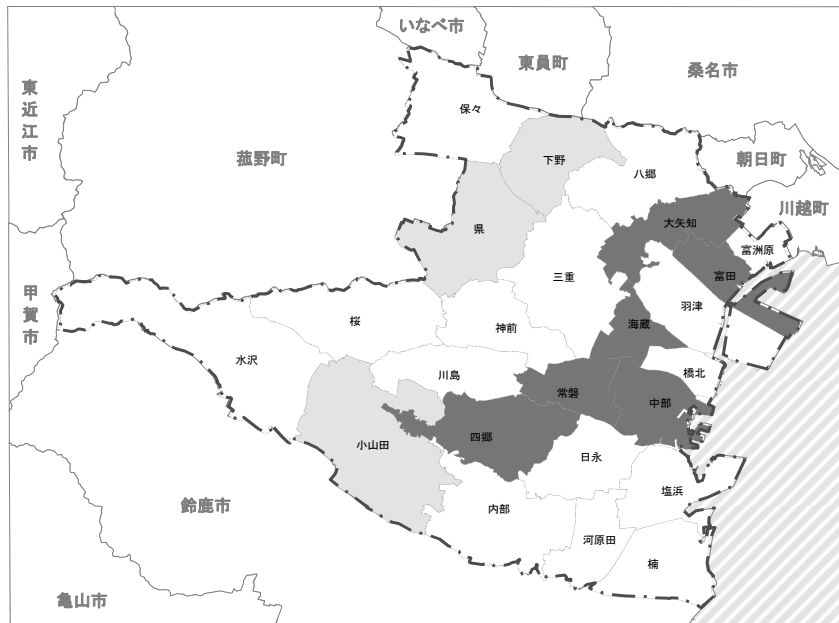 いなべ市
東員町
桑名市
東近江市
保々
菰野町
下野
八郷
朝日町
川越町
大矢知
県
富洲原
富田
三重
甲賀市
羽津
桜
神前
海蔵
水沢
川島
橋北
常磐
中部
小山田
四郷
日永
塩浜
鈴鹿市
内部
河原田
楠
亀山市